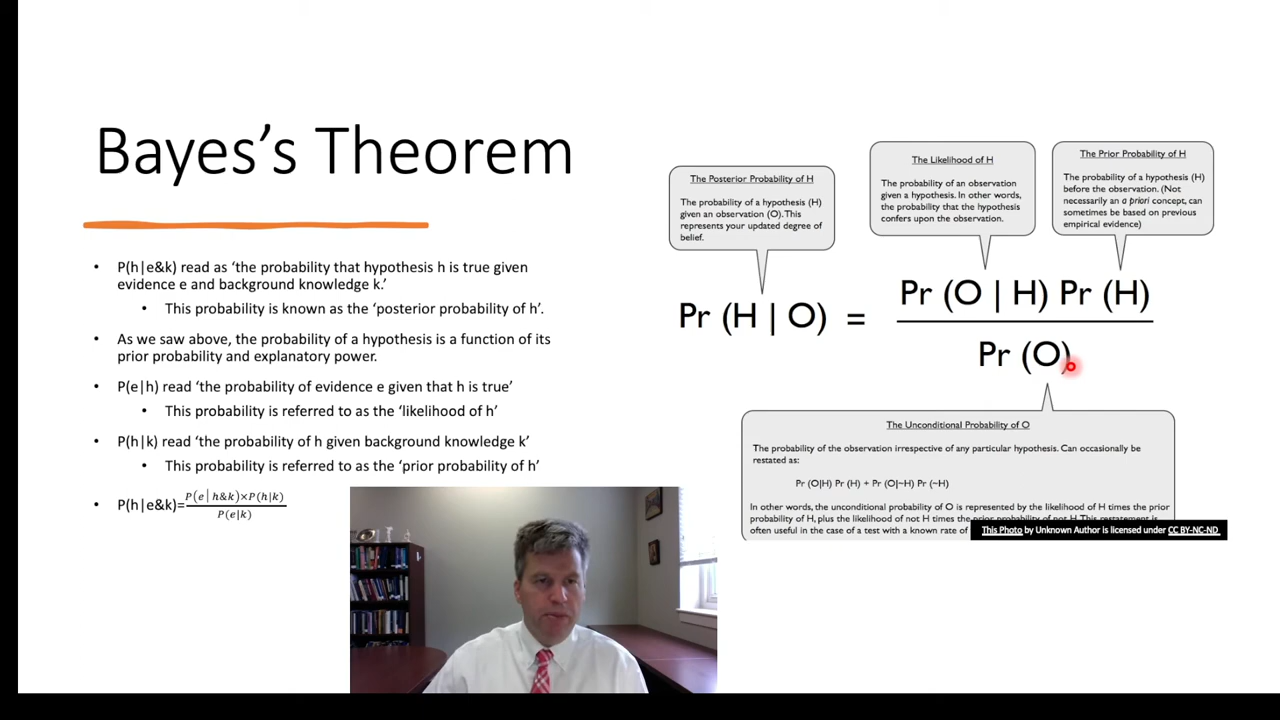 Bayes's Theorem
• P(h|e&k) read as ‘the probability that hypothesis h is true given
evidence e and background knowledge k.’
• This probability is known as the ‘posterior probability of h’.
• As we saw above, the probability of a hypothesis is a function of its
prior probability and explanatory power.
• P(e|h) read ‘the probability of evidence e given that h is true’
• This probability is referred to as the ‘likelihood of h’
• P(h|k) read ‘the probability of h given background knowledge k’
• This probability is referred to as the ‘prior probability of h’
• P(h|e&k)=P(e|h&k)×P(h|k)
P(e|k)
The Posterior Probability of H
The probability of a hypothesis (H)
given an observation (O). This
represents your updated degree of
belief.
The Likelihood of H
The probability of an observation
given a hypothesis. In other words,
the probability that the hypothesis
confers upon the observation.
The Prior Probability of H
The probability of a hypothesis (H)
before the observation. (Not
necessarily an a priori concept, can
sometimes be based on previous
empirical evidence)
Pr (H | O) = Pr (O | H) Pr (H)
Pr (O)
The Unconditional Probability of O
The probability of the observation irrespective of any particular hypothesis. Can occasionally be
restated as:
Pr (O|H) Pr (H) + Pr (O|~H) Pr (~H)
In other words, the unconditional probability of O is represented by the likelihood of H times the prior
probability of H, plus the likelihood of not H times the prior probability of not H. This restatement is
often useful in the case of a test with a known rate of
This Photo by Unknown Author is licensed under CC BY-NC-ND